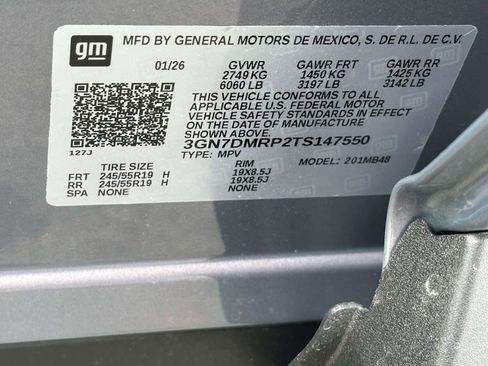 gm
MFD BY GENERAL MOTORS DE MEXICO, S. DE R.L. DE C.V.
01/26 GVWR GAWR FRT GAWR RR
2749 KG 1450 KG 1425 KG
6060 LB 3197 LB 3142 LB
THIS VEHICLE CONFORMS TO ALL
APPLICABLE U.S. FEDERAL MOTOR
VEHICLE SAFETY STANDARDS IN EFFECT
ON THE DATE OF MANUFACTURE
SHOWN ABOVE.
3GN7DMRP2TS147550
127J TYPE: MPV MODEL: 201MB48
TIRE SIZE RIM
FRT 245/55R19 H 19X8.5J
RR 245/55R19 H 19X8.5J
SPA NONE NONE